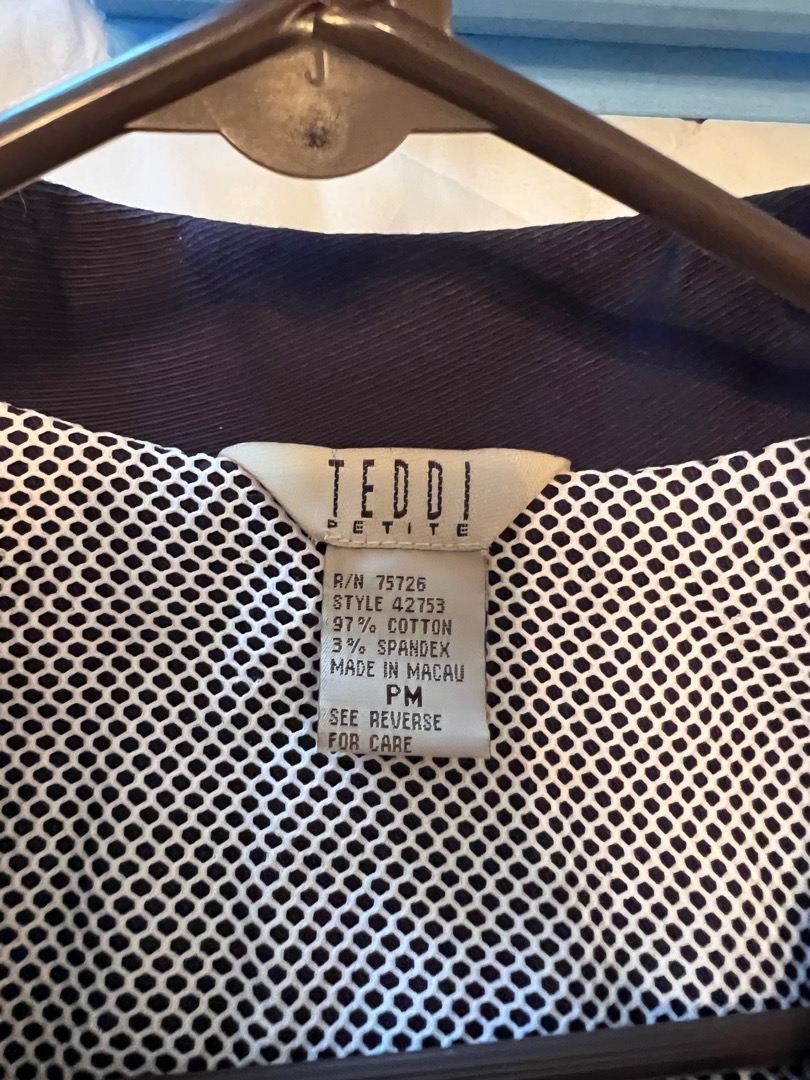 TEDDI
PETITE
R/N 75726
STYLE 42753
97% COTTON
3% SPANDEX
MADE IN MACAU
PM
SEE REVERSE
FOR CARE